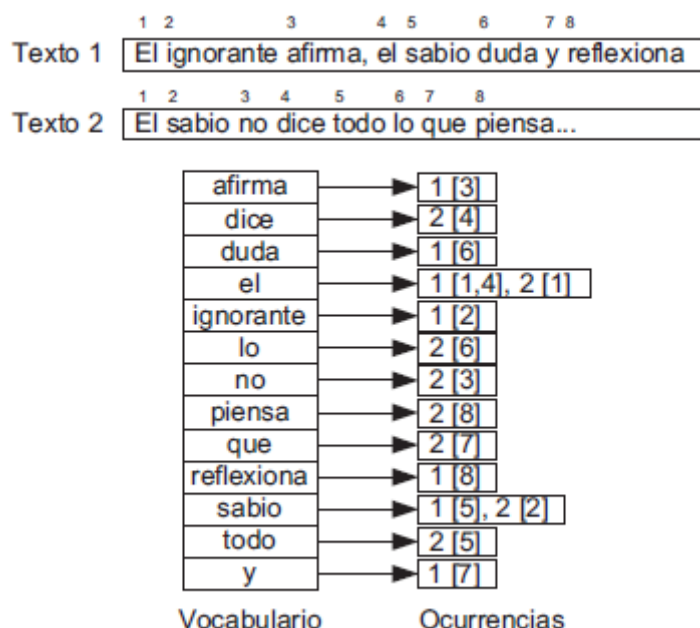 1 2 3 4 5 6 7 8
Texto 1 El ignorante afirma, el sabio duda y reflexiona
1 2 3 4 5 6 7 8
Texto 2 El sabio no dice todo lo que piensa...
afirma 1 [3]
dice 2 [4]
duda 1 [6]
el 1 [1,4], 2 [1]
ignorante 1 [2]
lo 2 [6]
no 2 [3]
piensa 2 [8]
que 2 [7]
reflexiona 1 [8]
sabio 1 [5], 2 [2]
todo 2 [5]
y 1 [7]
Vocabulario Ocurrencias